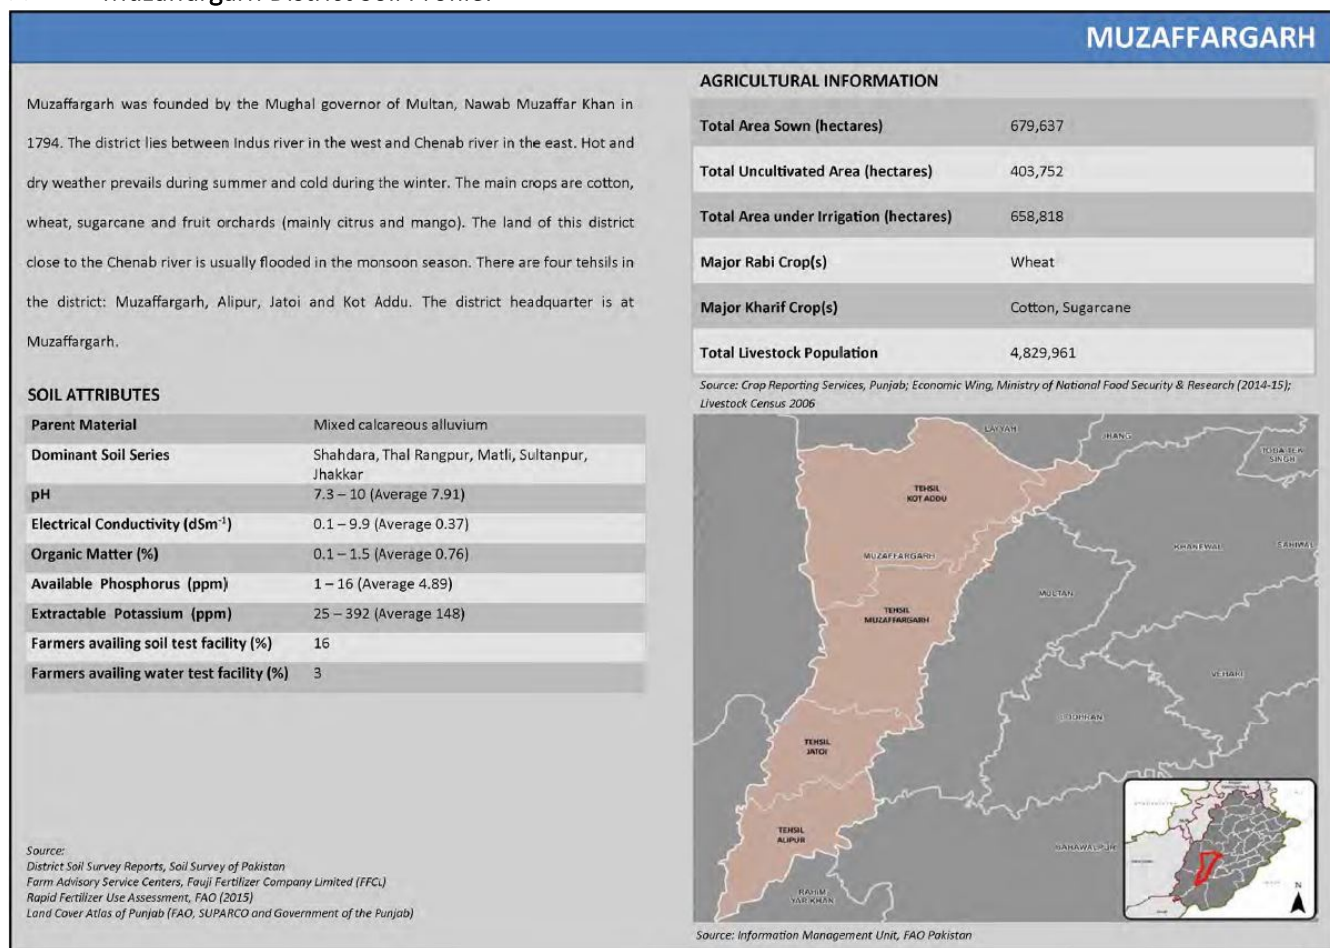 Muzaffargarh District Soil Profile:
MUZAFFARGARH
Muzaffargarh was founded by the Mughal governor of Multan, Nawab Muzaffar Khan in
1794. The district lies between Indus river in the west and Chenab river in the east. Hot and
dry weather prevails during summer and cold during the winter. The main crops are cotton,
wheat, sugarcane and fruit orchards (mainly citrus and mango). The land of this district
close to the Chenab river is usually flooded in the monsoon season. There are four tehsils in
the district: Muzaffargarh, Alipur, Jatoi and Kot Addu. The district headquarter is at
Muzaffargarh.
SOIL ATTRIBUTES
Parent Material Mixed calcareous alluvium
Dominant Soil Series Shahdara, Thal Rangpur, Matli, Sultanpur,
Jhakkar
pH 7.3 – 10 (Average 7.91)
Electrical Conductivity (dSm⁻¹) 0.1 – 9.9 (Average 0.37)
Organic Matter (%) 0.1 – 1.5 (Average 0.76)
Available Phosphorus (ppm) 1 – 16 (Average 4.89)
Extractable Potassium (ppm) 25 – 392 (Average 148)
Farmers availing soil test facility (%) 16
Farmers availing water test facility (%) 3
Source:
District Soil Survey Reports, Soil Survey of Pakistan
Farm Advisory Service Centers, Fauji Fertilizer Company Limited (FFCL)
Rapid Fertilizer Use Assessment, FAO (2015)
Land Cover Atlas of Punjab (FAO, SUPARCO and Government of the Punjab)
AGRICULTURAL INFORMATION
Total Area Sown (hectares) 679,637
Total Uncultivated Area (hectares) 403,752
Total Area under Irrigation (hectares) 658,818
Major Rabi Crop(s) Wheat
Major Kharif Crop(s) Cotton, Sugarcane
Total Livestock Population 4,829,961
Source: Crop Reporting Services, Punjab; Economic Wing, Ministry of National Food Security & Research (2014-15);
Livestock Census 2006
LAYYAH
JHANG
TOBA TEK
SINGH
TEHSIL
KOT ADDU
MUZAFFARGARH
KHANEWAL
SAHIWAL
MULTAN
TEHSIL
MUZAFFARGARH
VEHARI
LODHRAN
TEHSIL
JATOI
TEHSIL
ALIPUR
BAHAWALPUR
RAHIM
YAR KHAN
N
Source: Information Management Unit, FAO Pakistan